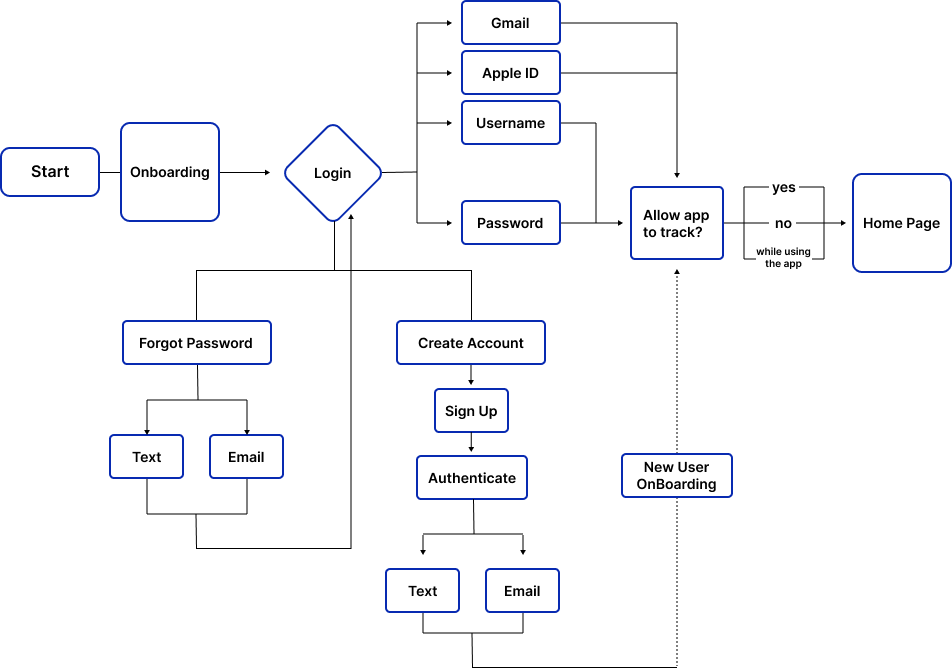 Gmail
Apple ID
Username
Start
Onboarding
Login
Password
Allow app
to track?
yes
no
while using
the app
Home Page
Forgot Password
Create Account
Sign Up
Text
Email
Authenticate
New User
OnBoarding
Text
Email